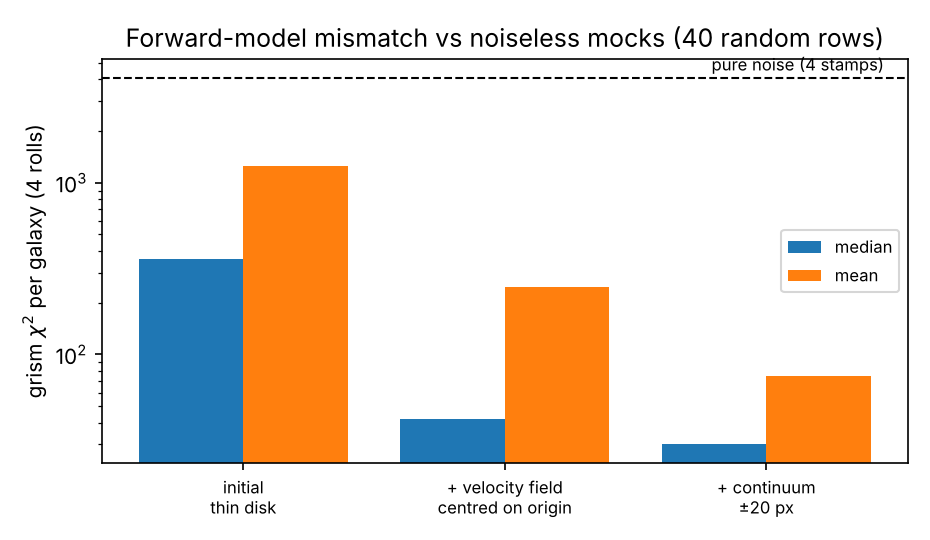 Forward-model mismatch vs noiseless mocks (40 random rows)
pure noise (4 stamps)
grism χ² per galaxy (4 rolls)
10³
10²
median
mean
initial
thin disk
+ velocity field
centred on origin
+ continuum
±20 px